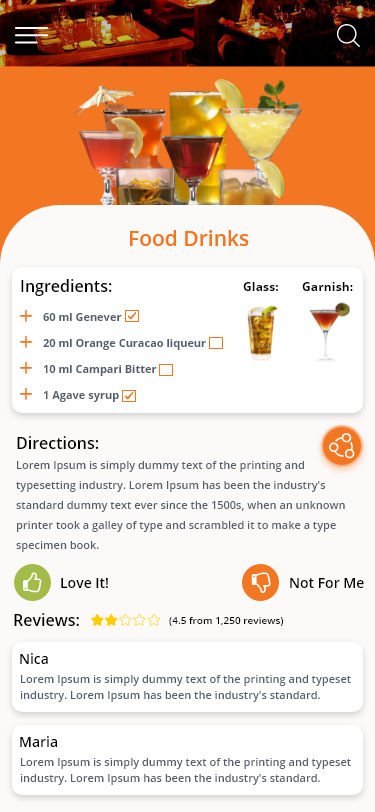 Food Drinks
Ingredients:
Glass:
Garnish:
60 ml Genever
20 ml Orange Curacao liqueur
10 ml Campari Bitter
1 Agave syrup
Directions:
Lorem Ipsum is simply dummy text of the printing and
typesetting industry. Lorem Ipsum has been the industry's
standard dummy text ever since the 1500s, when an unknown
printer took a galley of type and scrambled it to make a type
specimen book.
Love It!
Not For Me
Reviews:
(4.5 from 1,250 reviews)
Nica
Lorem Ipsum is simply dummy text of the printing and typeset
industry. Lorem Ipsum has been the industry's standard.
Maria
Lorem Ipsum is simply dummy text of the printing and typeset
industry. Lorem Ipsum has been the industry's standard.